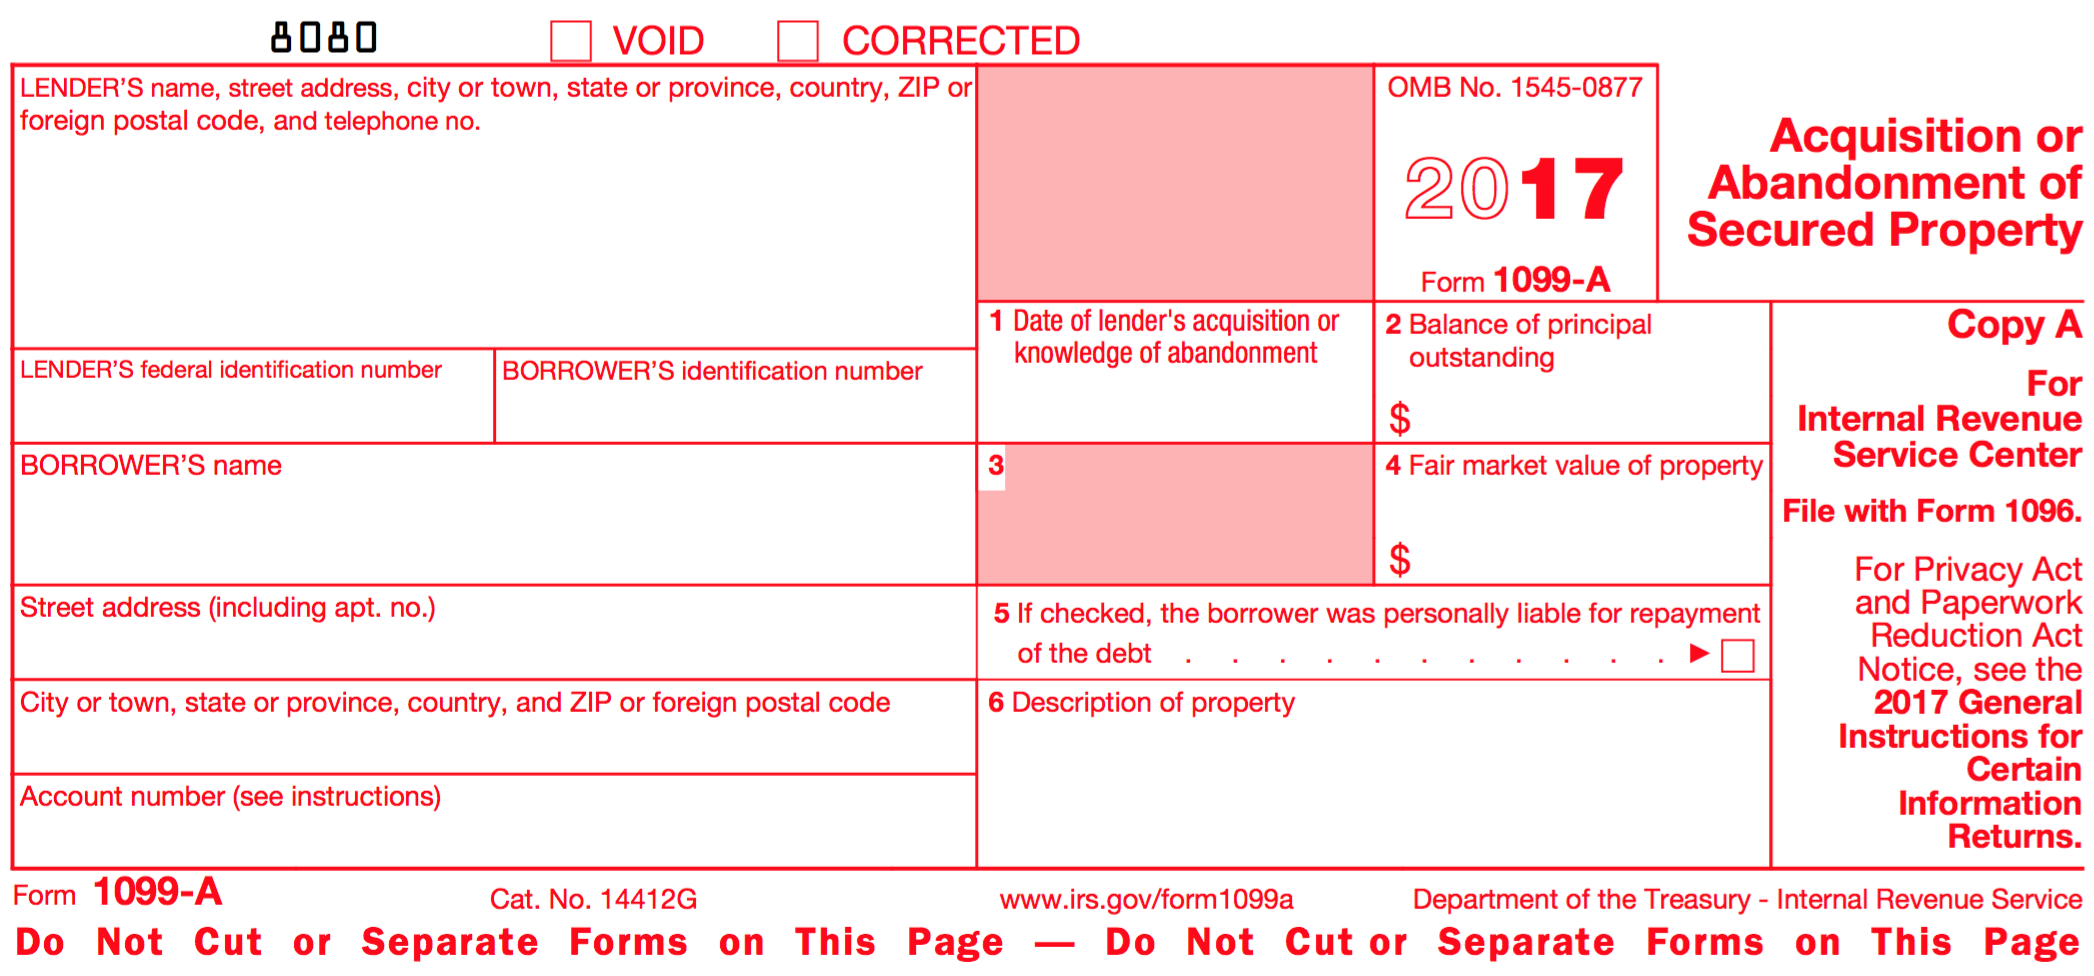 8080 VOID CORRECTED
LENDER'S name, street address, city or town, state or province, country, ZIP or
foreign postal code, and telephone no.
OMB No. 1545-0877
2017
Form 1099-A
Acquisition or
Abandonment of
Secured Property
1 Date of lender's acquisition or
knowledge of abandonment
2 Balance of principal
outstanding
$
Copy A
For
Internal Revenue
Service Center
File with Form 1096.
For Privacy Act
and Paperwork
Reduction Act
Notice, see the
2017 General
Instructions for
Certain
Information
Returns.
LENDER'S federal identification number
BORROWER'S identification number
BORROWER'S name
3
4 Fair market value of property
$
Street address (including apt. no.)
5 If checked, the borrower was personally liable for repayment
of the debt . . . . . . . . . . . ▶
City or town, state or province, country, and ZIP or foreign postal code
6 Description of property
Account number (see instructions)
Form 1099-A
Cat. No. 14412G
www.irs.gov/form1099a
Department of the Treasury - Internal Revenue Service
Do Not Cut or Separate Forms on This Page — Do Not Cut or Separate Forms on This Page